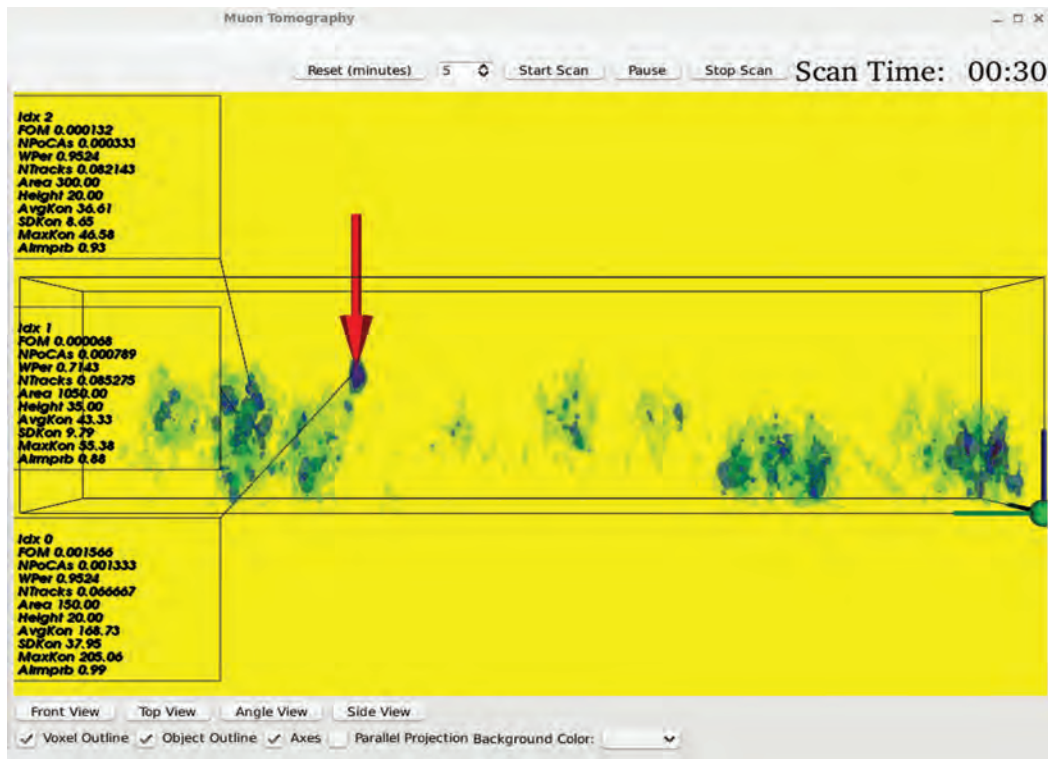 Muon Tomography
Reset (minutes) 5 Start Scan Pause Stop Scan Scan Time: 00:30
Idx 2
FOM 0.000132
NPoCAs 0.000333
WPer 0.9524
NTracks 0.082143
Area 300.00
Height 20.00
AvgKon 36.61
SDKon 8.65
MaxKon 46.58
Alrmprb 0.93
Idx 1
FOM 0.000068
NPoCAs 0.000789
WPer 0.7143
NTracks 0.085275
Area 1050.00
Height 35.00
AvgKon 43.33
SDKon 9.79
MaxKon 55.38
Alrmprb 0.88
Idx 0
FOM 0.001566
NPoCAs 0.001333
WPer 0.9524
NTracks 0.066667
Area 150.00
Height 20.00
AvgKon 168.73
SDKon 37.95
MaxKon 205.06
Alrmprb 0.99
Front View Top View Angle View Side View
Voxel Outline Object Outline Axes Parallel Projection Background Color: